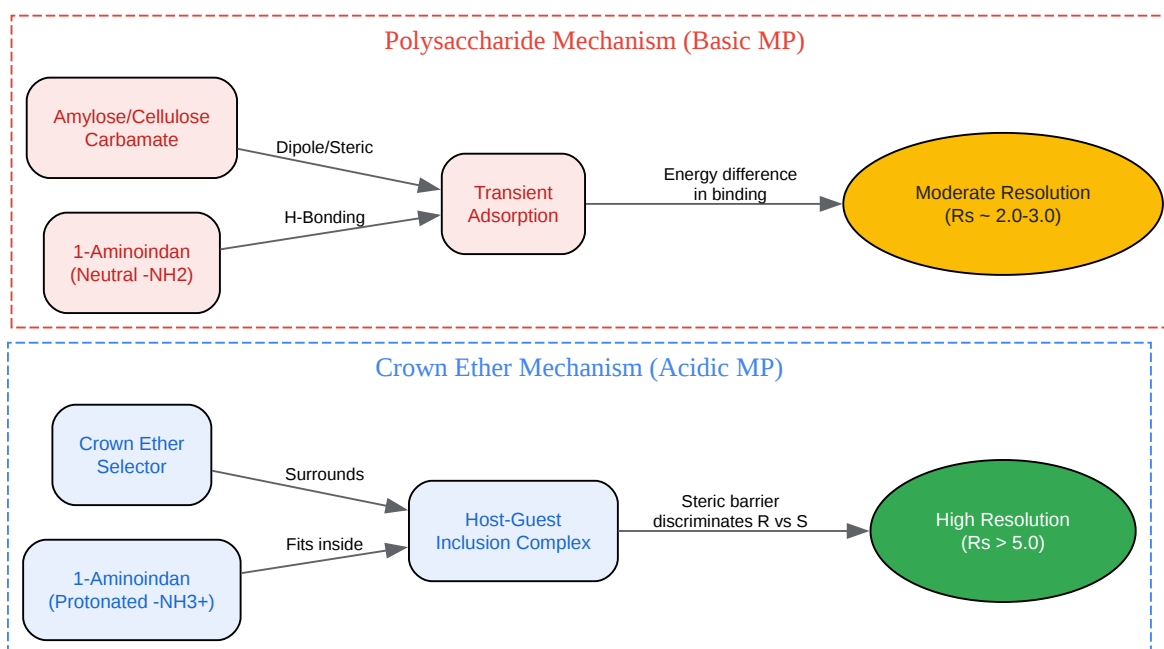 Polysaccharide Mechanism (Basic MP)
Amylose/Cellulose
Carbamate
Dipole/Steric
1-Aminoindan
(Neutral -NH2)
H-Bonding
Transient
Adsorption
Energy difference
in binding
Moderate Resolution
(Rs ~ 2.0-3.0)
Crown Ether Mechanism (Acidic MP)
Crown Ether
Selector
Surrounds
1-Aminoindan
(Protonated -NH3+)
Fits inside
Host-Guest
Inclusion Complex
Steric barrier
discriminates R vs S
High Resolution
(Rs > 5.0)